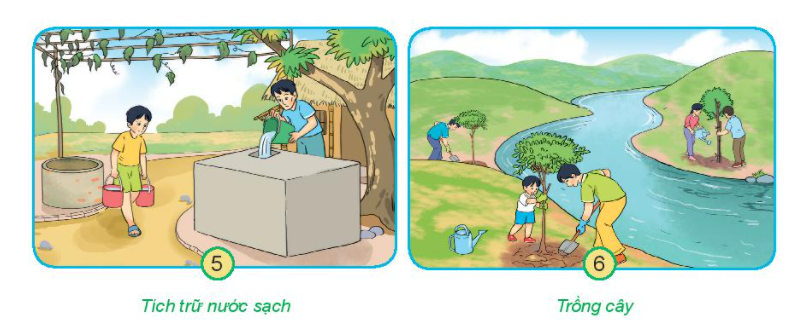 5
6
Tích trữ nước sạch
Trồng cây